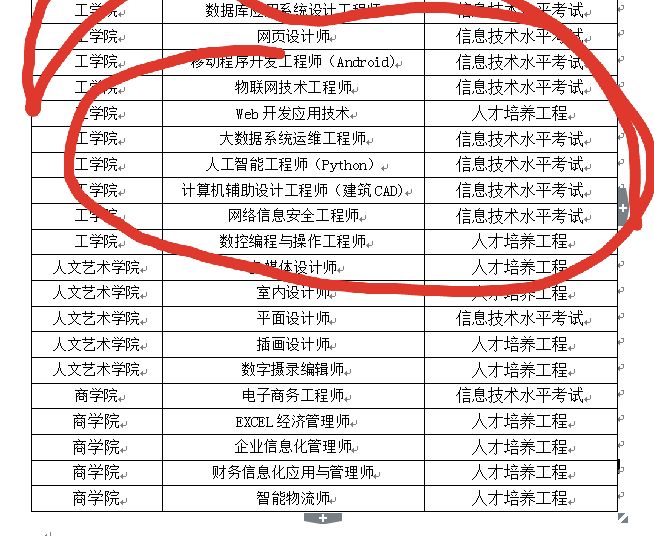 工学院 数据库应用系统设计工程师 信息技术水平考试
工学院 网页设计师 信息技术水平考试
工学院 移动程序开发工程师（Android） 信息技术水平考试
工学院 物联网技术工程师 信息技术水平考试
工学院 Web 开发应用技术 人才培养工程
工学院 大数据系统运维工程师 信息技术水平考试
工学院 人工智能工程师（Python） 信息技术水平考试
工学院 计算机辅助设计工程师（建筑 CAD） 信息技术水平考试
工学院 网络信息安全工程师 信息技术水平考试
工学院 数控编程与操作工程师 人才培养工程
人文艺术学院 媒体设计师 人才培养工程
人文艺术学院 室内设计师 人才培养工程
人文艺术学院 平面设计师 信息技术水平考试
人文艺术学院 插画设计师 人才培养工程
人文艺术学院 数字摄录编辑师 人才培养工程
商学院 电子商务工程师 信息技术水平考试
商学院 EXCEL 经济管理师 人才培养工程
商学院 企业信息化管理师 人才培养工程
商学院 财务信息化应用与管理师 人才培养工程
商学院 智能物流师 人才培养工程